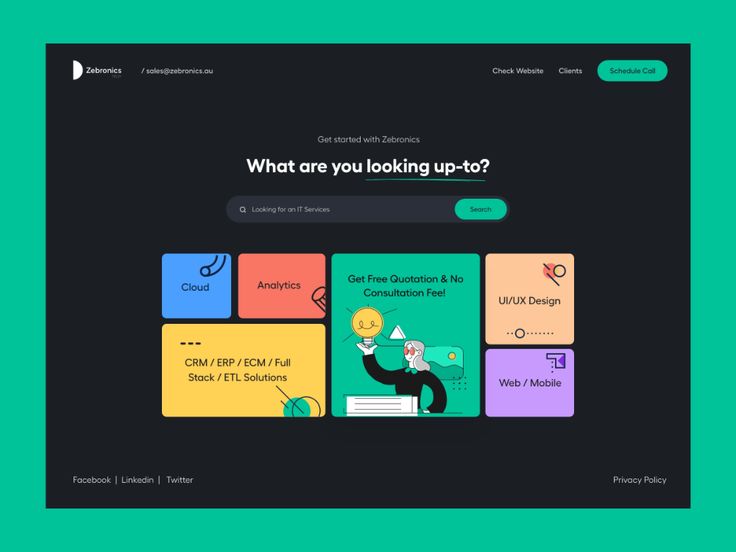 Zebronics
TECH
/ sales@zebronics.au
Check Website
Clients
Schedule Call
Get started with Zebronics
What are you looking up-to?
Looking for an IT Services
Search
Cloud
Analytics
Get Free Quotation & No
Consultation Fee!
UI/UX Design
CRM / ERP / ECM / Full
Stack / ETL Solutions
Web / Mobile
Facebook | Linkedin | Twitter
Privacy Policy